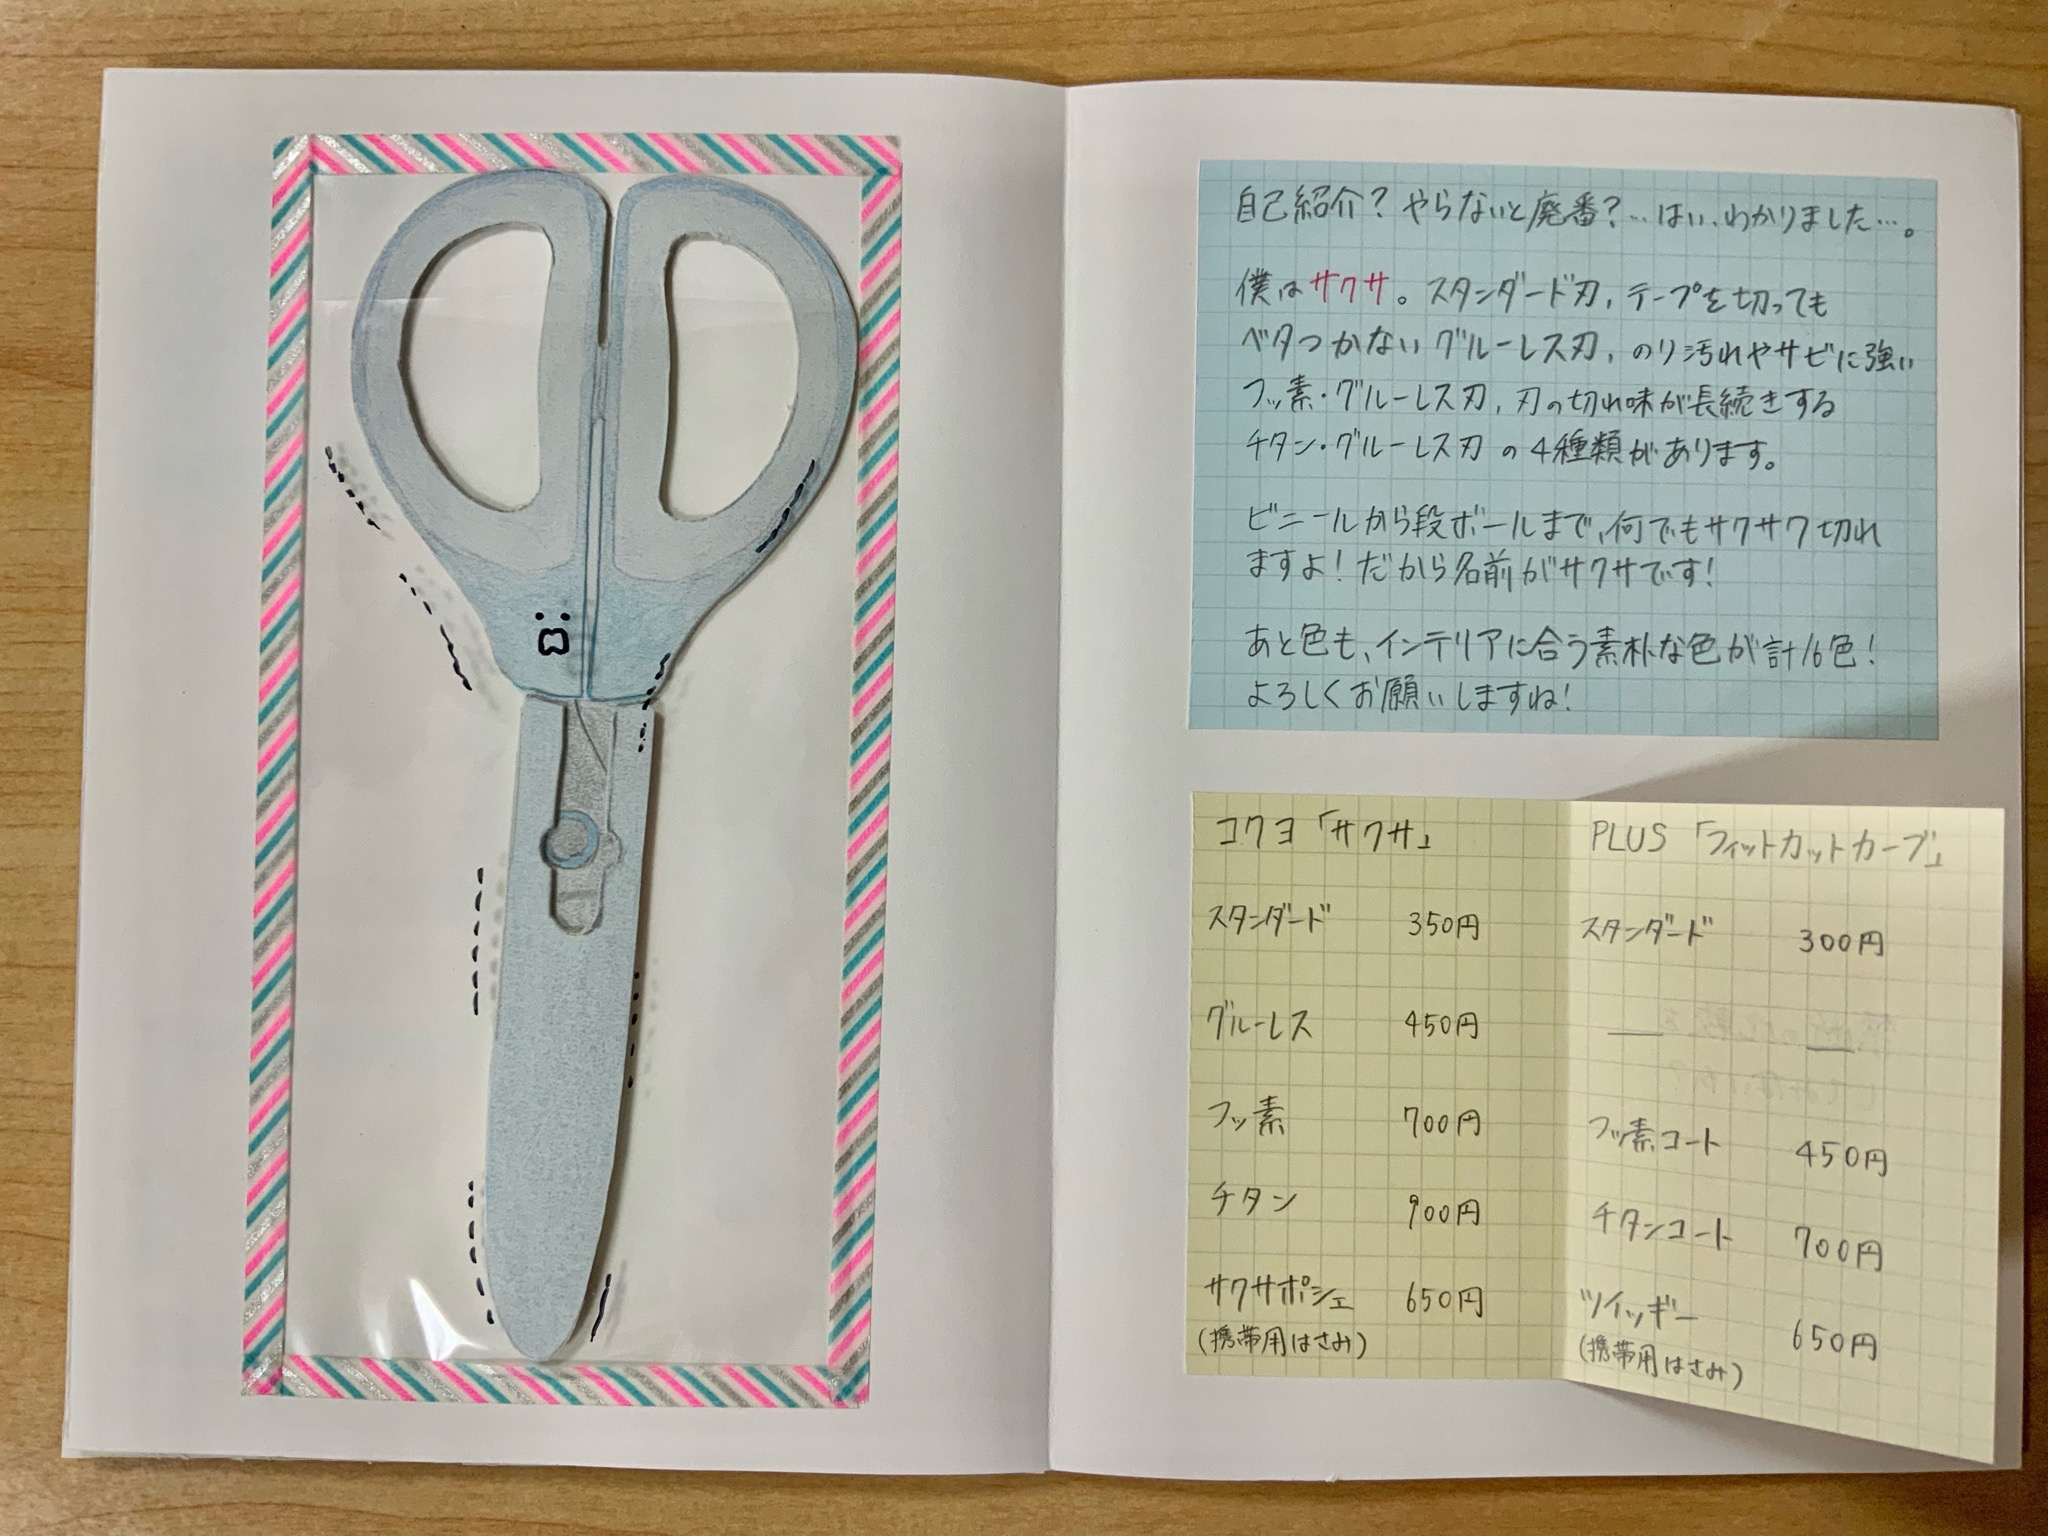 自己紹介？やらないと廃番？…はい、わかりました…。
僕はサクサ。スタンダード刃，テープを切っても
ベタつかないグルーレス刃，のり汚れやサビに強い
フッ素・グルーレス刃，刃の切れ味が長続きする
チタン・グルーレス刃の4種類があります。
ビニールから段ボールまで、何でもサクサク切れ
ますよ！だから名前がサクサです！
あと色も、インテリアに合う素朴な色が計16色！
よろしくお願いしますね！
コクヨ「サクサ」
スタンダード 350円
グルーレス 450円
フッ素 700円
チタン 900円
サクサポシェ 650円
(携帯用はさみ)
PLUS「フィットカットカーブ」
スタンダード 300円
— —
フッ素コート 450円
チタンコート 700円
ツイッギー 650円
(携帯用はさみ)